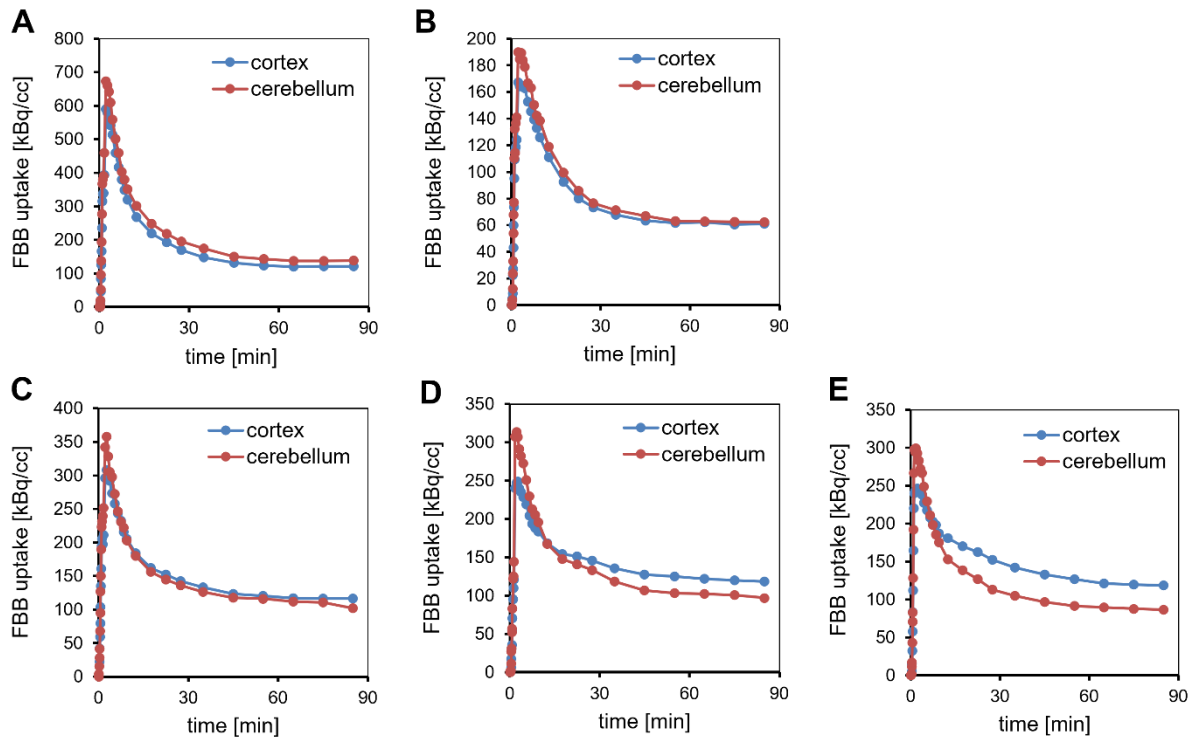 A
FBB uptake [kBq/cc]
800
700
600
500
400
300
200
100
0
0 30 60 90
time [min]
cortex
cerebellum
B
FBB uptake [kBq/cc]
200
180
160
140
120
100
80
60
40
20
0
0 30 60 90
time [min]
cortex
cerebellum
C
FBB uptake [kBq/cc]
400
350
300
250
200
150
100
50
0
0 30 60 90
time [min]
cortex
cerebellum
D
FBB uptake [kBq/cc]
350
300
250
200
150
100
50
0
0 30 60 90
time [min]
cortex
cerebellum
E
FBB uptake [kBq/cc]
350
300
250
200
150
100
50
0
0 30 60 90
time [min]
cortex
cerebellum